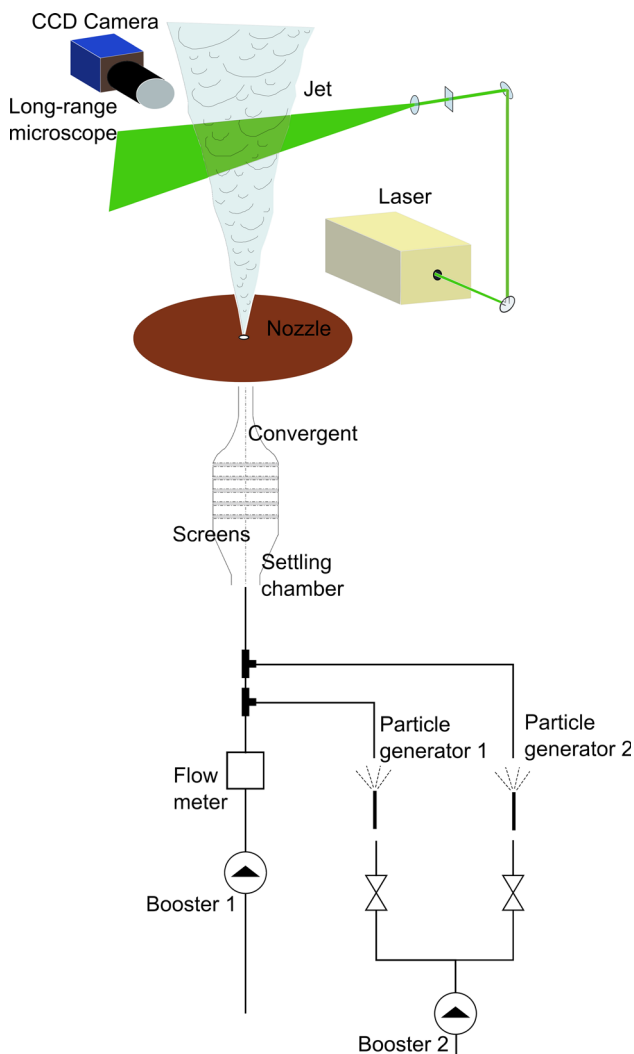 CCD Camera
Long-range
microscope
Jet
Laser
Nozzle
Convergent
Screens
Settling
chamber
Particle
generator 1
Particle
generator 2
Flow
meter
Booster 1
Booster 2